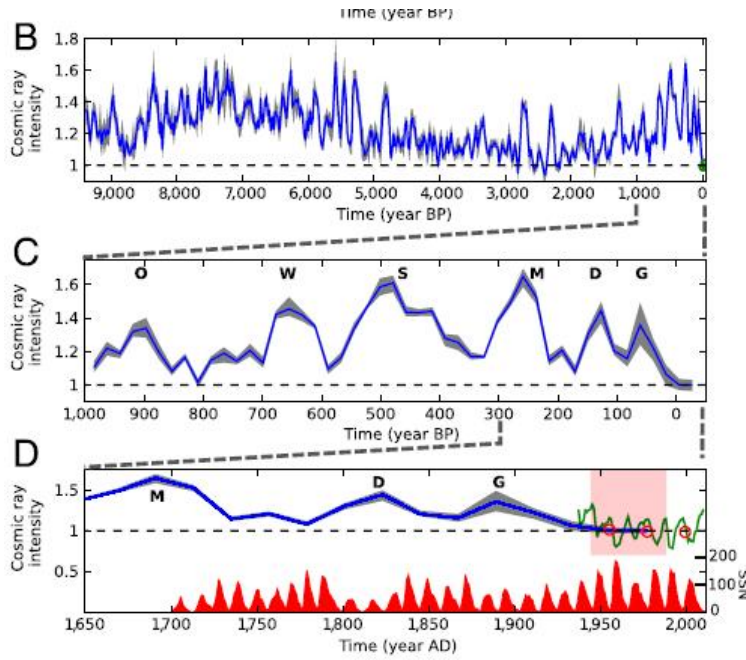 Time (year BP)
B
1.8
1.6
1.4
1.2
1
Cosmic ray
intensity
9,000 8,000 7,000 6,000 5,000 4,000 3,000 2,000 1,000 0
Time (year BP)
C
O W S M D G
1.6
1.4
1.2
1
Cosmic ray
intensity
1,000 900 800 700 600 500 400 300 200 100 0
Time (year BP)
D
M D G
1.5
1
0.5
Cosmic ray
intensity
200
100
0
SSN
1,650 1,700 1,750 1,800 1,850 1,900 1,950 2,000
Time (year AD)